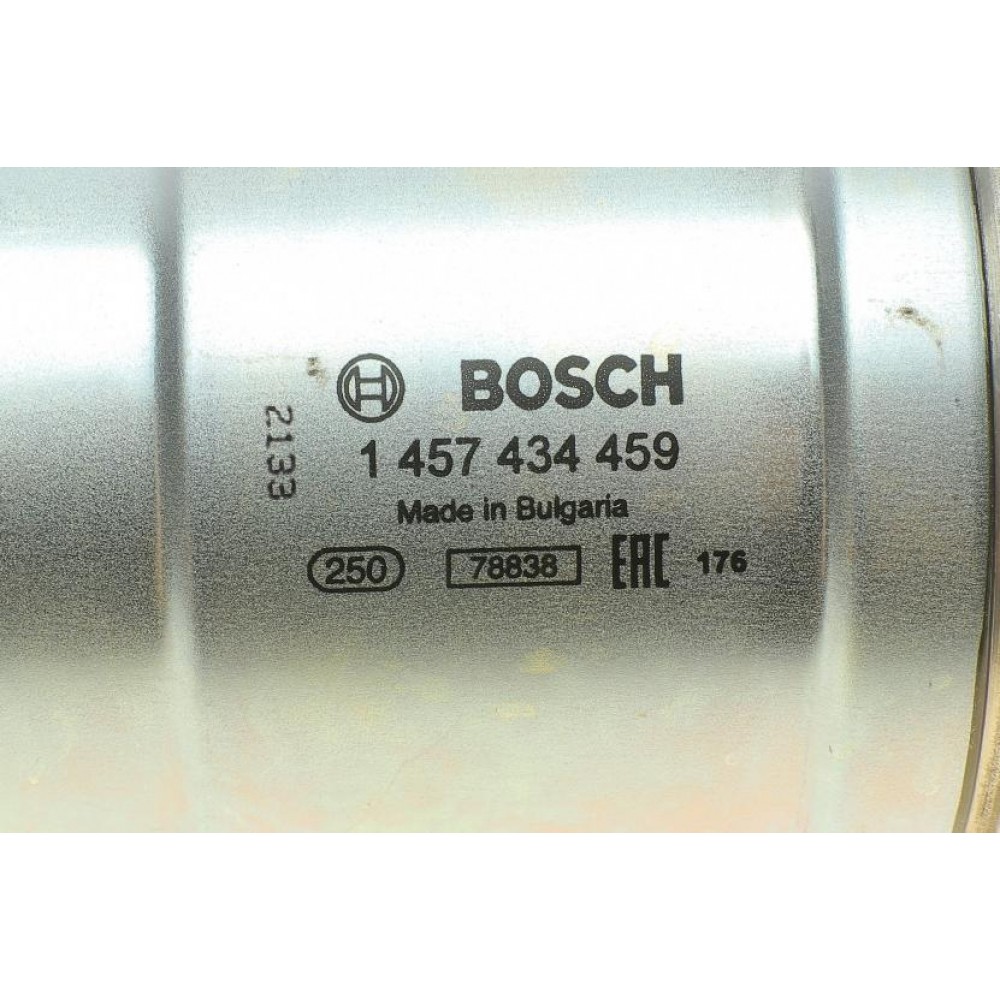 BOSCH
1 457 434 459
Made in Bulgaria
250 78838 EAC 176
2133